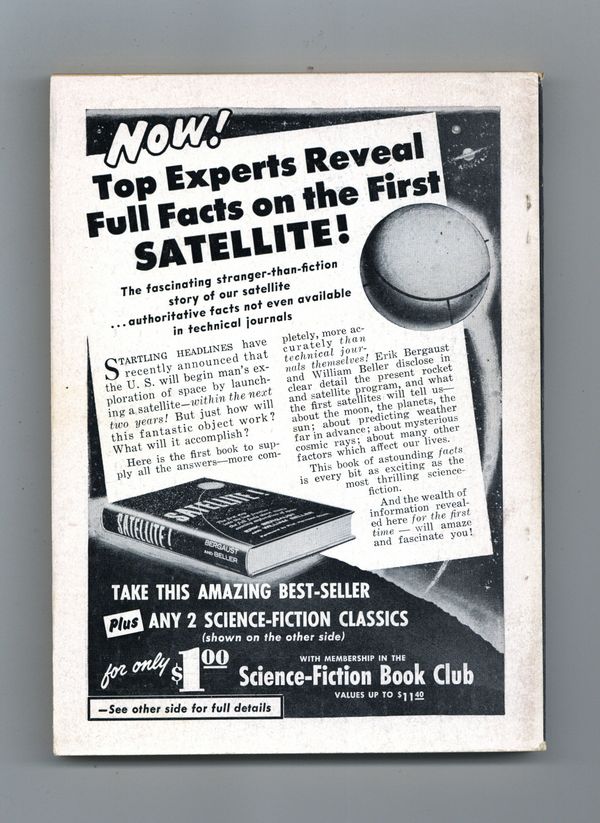 NOW!
Top Experts Reveal
Full Facts on the First
SATELLITE!
The fascinating stranger-than-fiction
story of our satellite
...authoritative facts not even available
in technical journals
STARTLING HEADLINES have
recently announced that
the U. S. will begin man's ex-
ploration of space by launch-
ing a satellite—within the next
two years! But just how will
this fantastic object work?
What will it accomplish?
Here is the first book to sup-
ply all the answers—more com-
pletely, more ac-
curately than
technical jour-
nals themselves! Erik Bergaust
and William Beller disclose in
clear detail the present rocket
and satellite program, and what
the first satellites will tell us—
about the moon, the planets, the
sun; about predicting weather
far in advance; about mysterious
cosmic rays; about many other
factors which affect our lives.
This book of astounding facts
is every bit as exciting as the
most thrilling science-
fiction.
And the wealth of
information reveal-
ed here for the first
time — will amaze
and fascinate you!
SATELLITE!
SATELLITE!
BERGAUST
AND BELLER
TAKE THIS AMAZING BEST-SELLER
Plus ANY 2 SCIENCE-FICTION CLASSICS
(shown on the other side)
for only $1.00
WITH MEMBERSHIP IN THE
Science-Fiction Book Club
VALUES UP TO $11.40
—See other side for full details